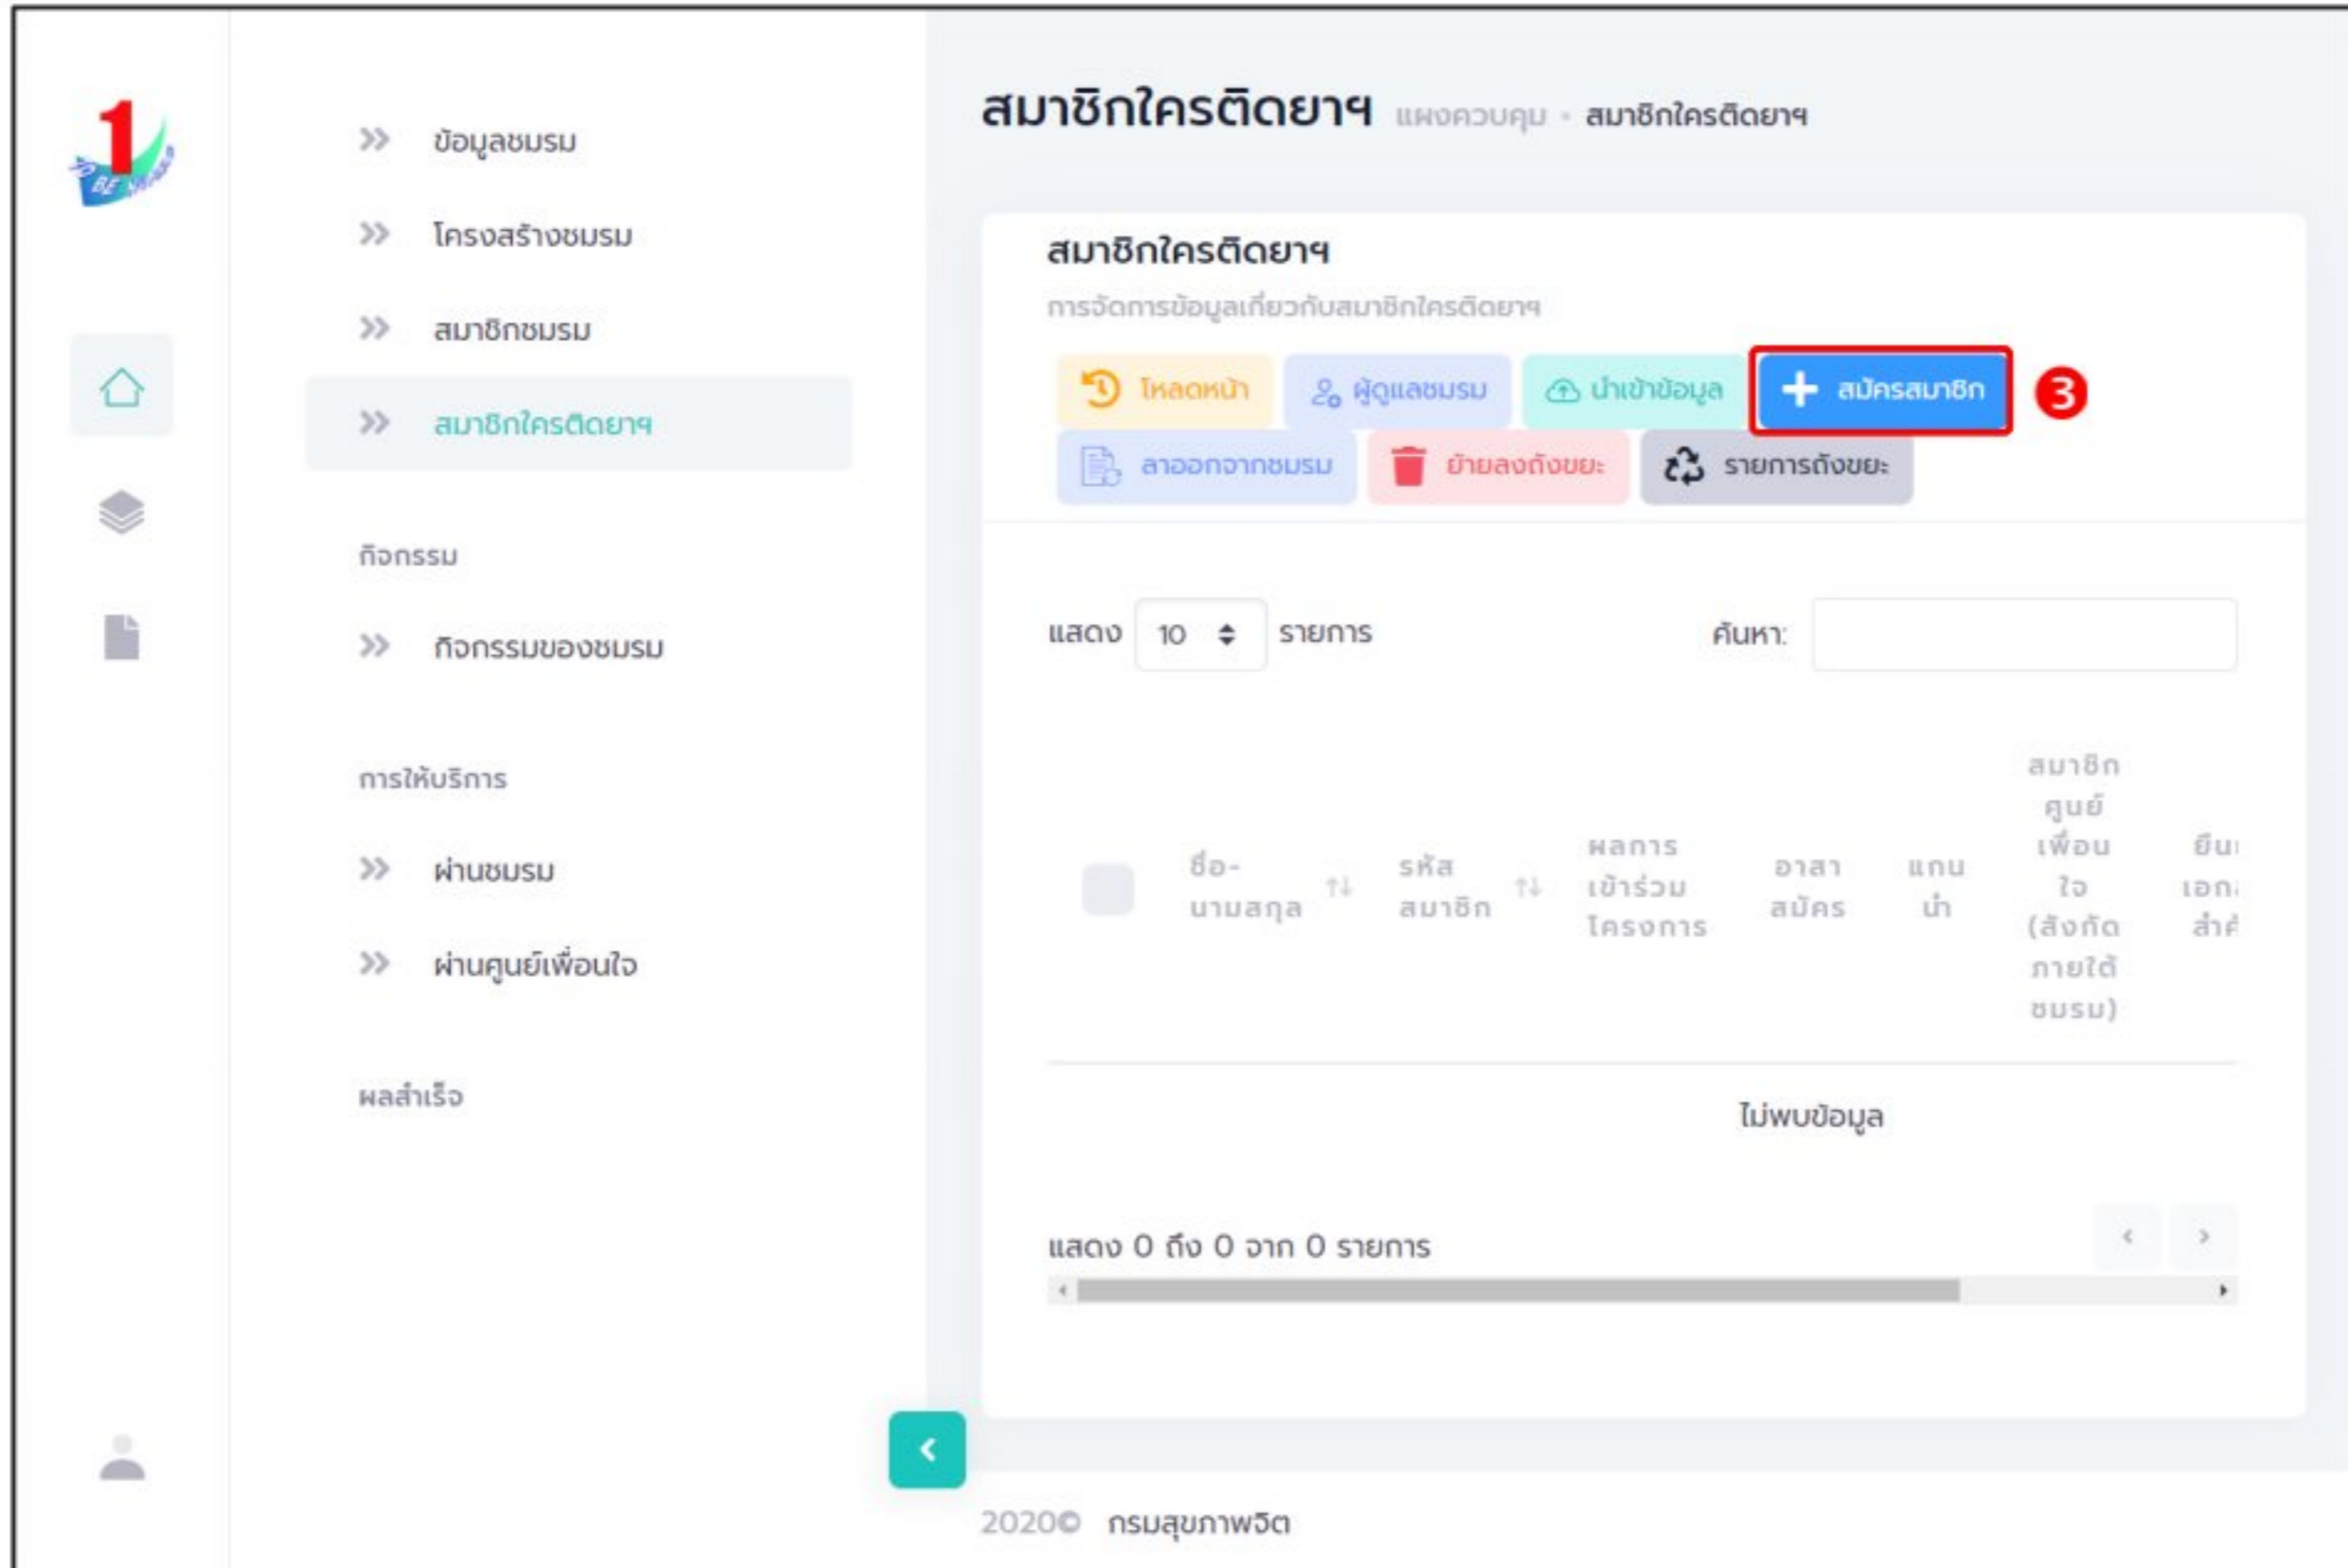 1
TO BE NUMBER
ข้อมูลชมรม
โครงสร้างชมรม
สมาชิกชมรม
สมาชิกใครติดยาฯ
กิจกรรม
กิจกรรมของชมรม
การให้บริการ
ผ่านชมรม
ผ่านศูนย์เพื่อนใจ
ผลสำเร็จ
สมาชิกใครติดยาฯ แผงควบคุม • สมาชิกใครติดยาฯ
สมาชิกใครติดยาฯ
การจัดการข้อมูลเกี่ยวกับสมาชิกใครติดยาฯ
โหลดหน้า ผู้ดูแลชมรม นำเข้าข้อมูล สมัครสมาชิก 3
ลาออกจากชมรม ย้ายลงถังขยะ รายการถังขยะ
แสดง 10 รายการ ค้นหา:
ชื่อ-
นามสกุล
รหัส
สมาชิก
ผลการ
เข้าร่วม
โครงการ
อาสา
สมัคร
แกน
นำ
สมาชิก
ศูนย์
เพื่อน
ใจ
(สังกัด
ภายใต้
ชมรม)
ไม่พบข้อมูล
แสดง 0 ถึง 0 จาก 0 รายการ
2020© กรมสุขภาพจิต